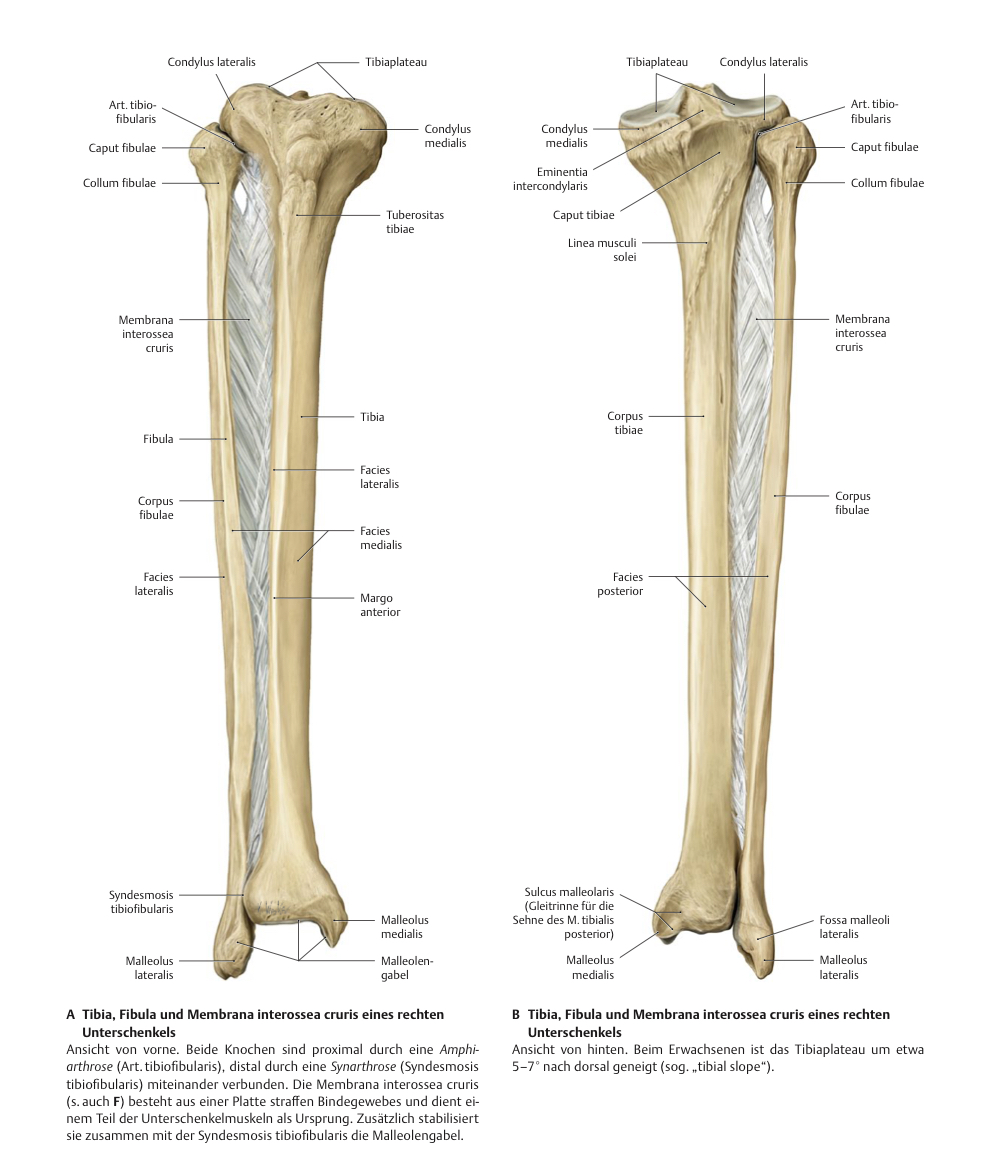 Condylus lateralis
Tibiaplateau
Art. tibio-
fibularis
Caput fibulae
Collum fibulae
Condylus
medialis
Tuberositas
tibiae
Membrana
interossea
cruris
Tibia
Fibula
Facies
lateralis
Corpus
fibulae
Facies
medialis
Facies
lateralis
Margo
anterior
Syndesmosis
tibiofibularis
Malleolus
medialis
Malleolus
lateralis
Malleolen-
gabel
A Tibia, Fibula und Membrana interossea cruris eines rechten
Unterschenkels
Ansicht von vorne. Beide Knochen sind proximal durch eine Amphi-
arthrose (Art. tibiofibularis), distal durch eine Synarthrose (Syndesmosis
tibiofibularis) miteinander verbunden. Die Membrana interossea cruris
(s. auch F) besteht aus einer Platte straffen Bindegewebes und dient ei-
nem Teil der Unterschenkelmuskeln als Ursprung. Zusätzlich stabilisiert
sie zusammen mit der Syndesmosis tibiofibularis die Malleolengabel.
Tibiaplateau
Condylus lateralis
Condylus
medialis
Art. tibio-
fibularis
Caput fibulae
Eminentia
intercondylaris
Collum fibulae
Caput tibiae
Linea musculi
solei
Membrana
interossea
cruris
Corpus
tibiae
Corpus
fibulae
Facies
posterior
Sulcus malleolaris
(Gleitrinne für die
Sehne des M. tibialis
posterior)
Fossa malleoli
lateralis
Malleolus
medialis
Malleolus
lateralis
B Tibia, Fibula und Membrana interossea cruris eines rechten
Unterschenkels
Ansicht von hinten. Beim Erwachsenen ist das Tibiaplateau um etwa
5–7° nach dorsal geneigt (sog. „tibial slope“).